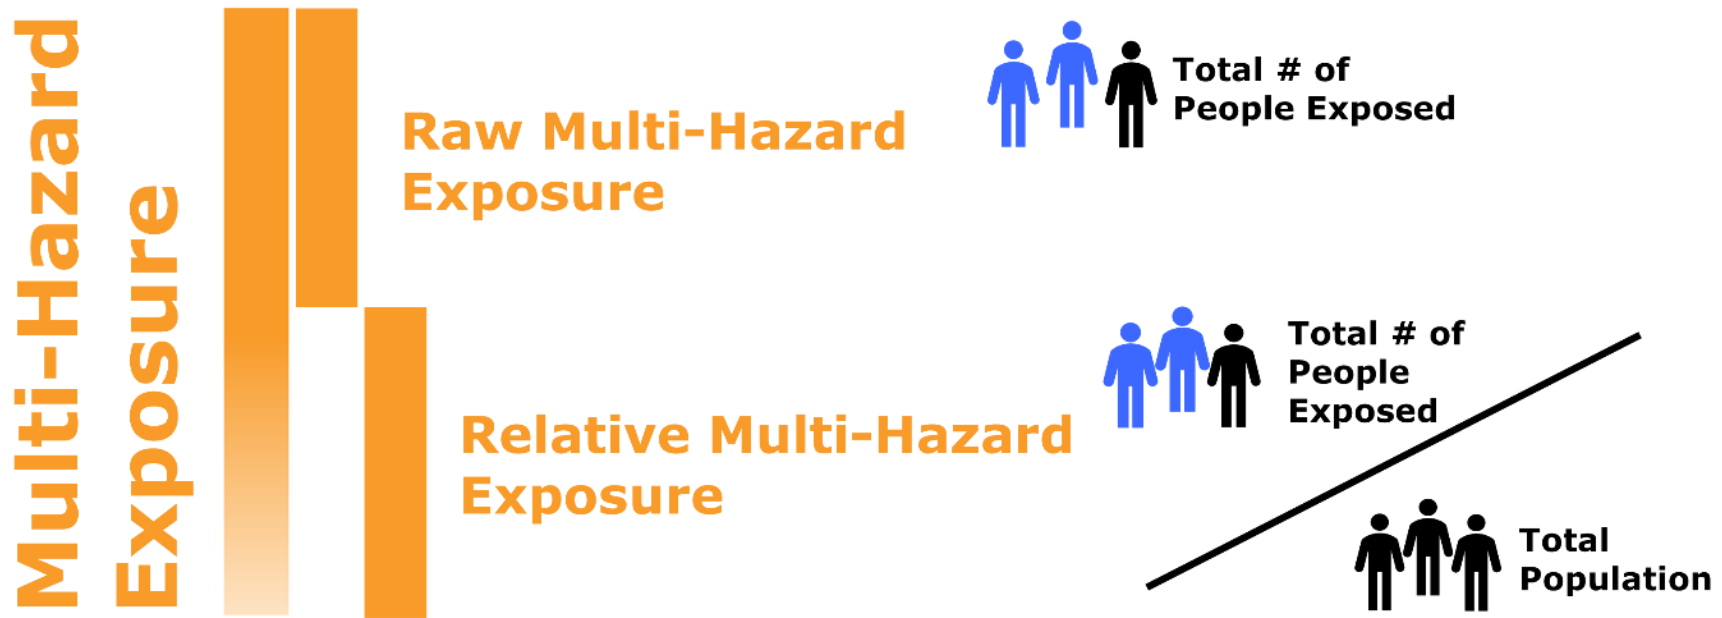 Multi-Hazard
Exposure
Raw Multi-Hazard
Exposure
Total # of
People Exposed
Relative Multi-Hazard
Exposure
Total # of
People
Exposed
Total
Population